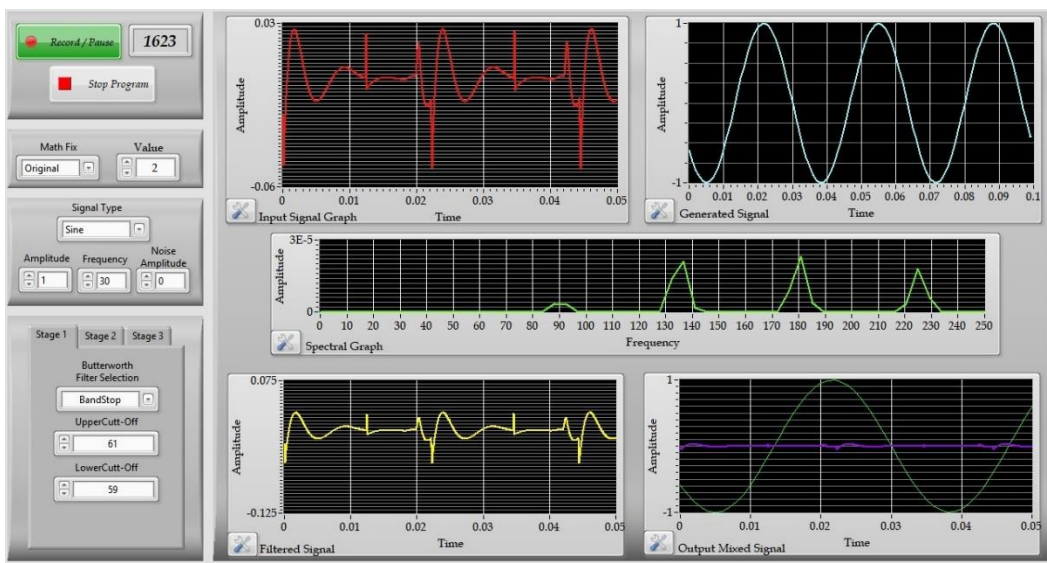 Record / Pause 1623
Stop Program
Math Fix Value
Original 2
Signal Type
Sine
Amplitude Frequency Noise Amplitude
1 30 0
Stage 1 Stage 2 Stage 3
Butterworth
Filter Selection
BandStop
UpperCutt-Off
61
LowerCutt-Off
59
0.03
Amplitude
-0.06
0 0.01 0.02 0.03 0.04 0.05
Input Signal Graph Time
1
Amplitude
-1
0 0.01 0.02 0.03 0.04 0.05 0.06 0.07 0.08 0.09 0.1
Generated Signal Time
3E-5
Amplitude
0
0 10 20 30 40 50 60 70 80 90 100 110 120 130 140 150 160 170 180 190 200 210 220 230 240 250
Spectral Graph Frequency
0.075
Amplitude
-0.125
0 0.01 0.02 0.03 0.04 0.05
Filtered Signal Time
1
Amplitude
-1
0 0.01 0.02 0.03 0.04 0.05
Output Mixed Signal Time